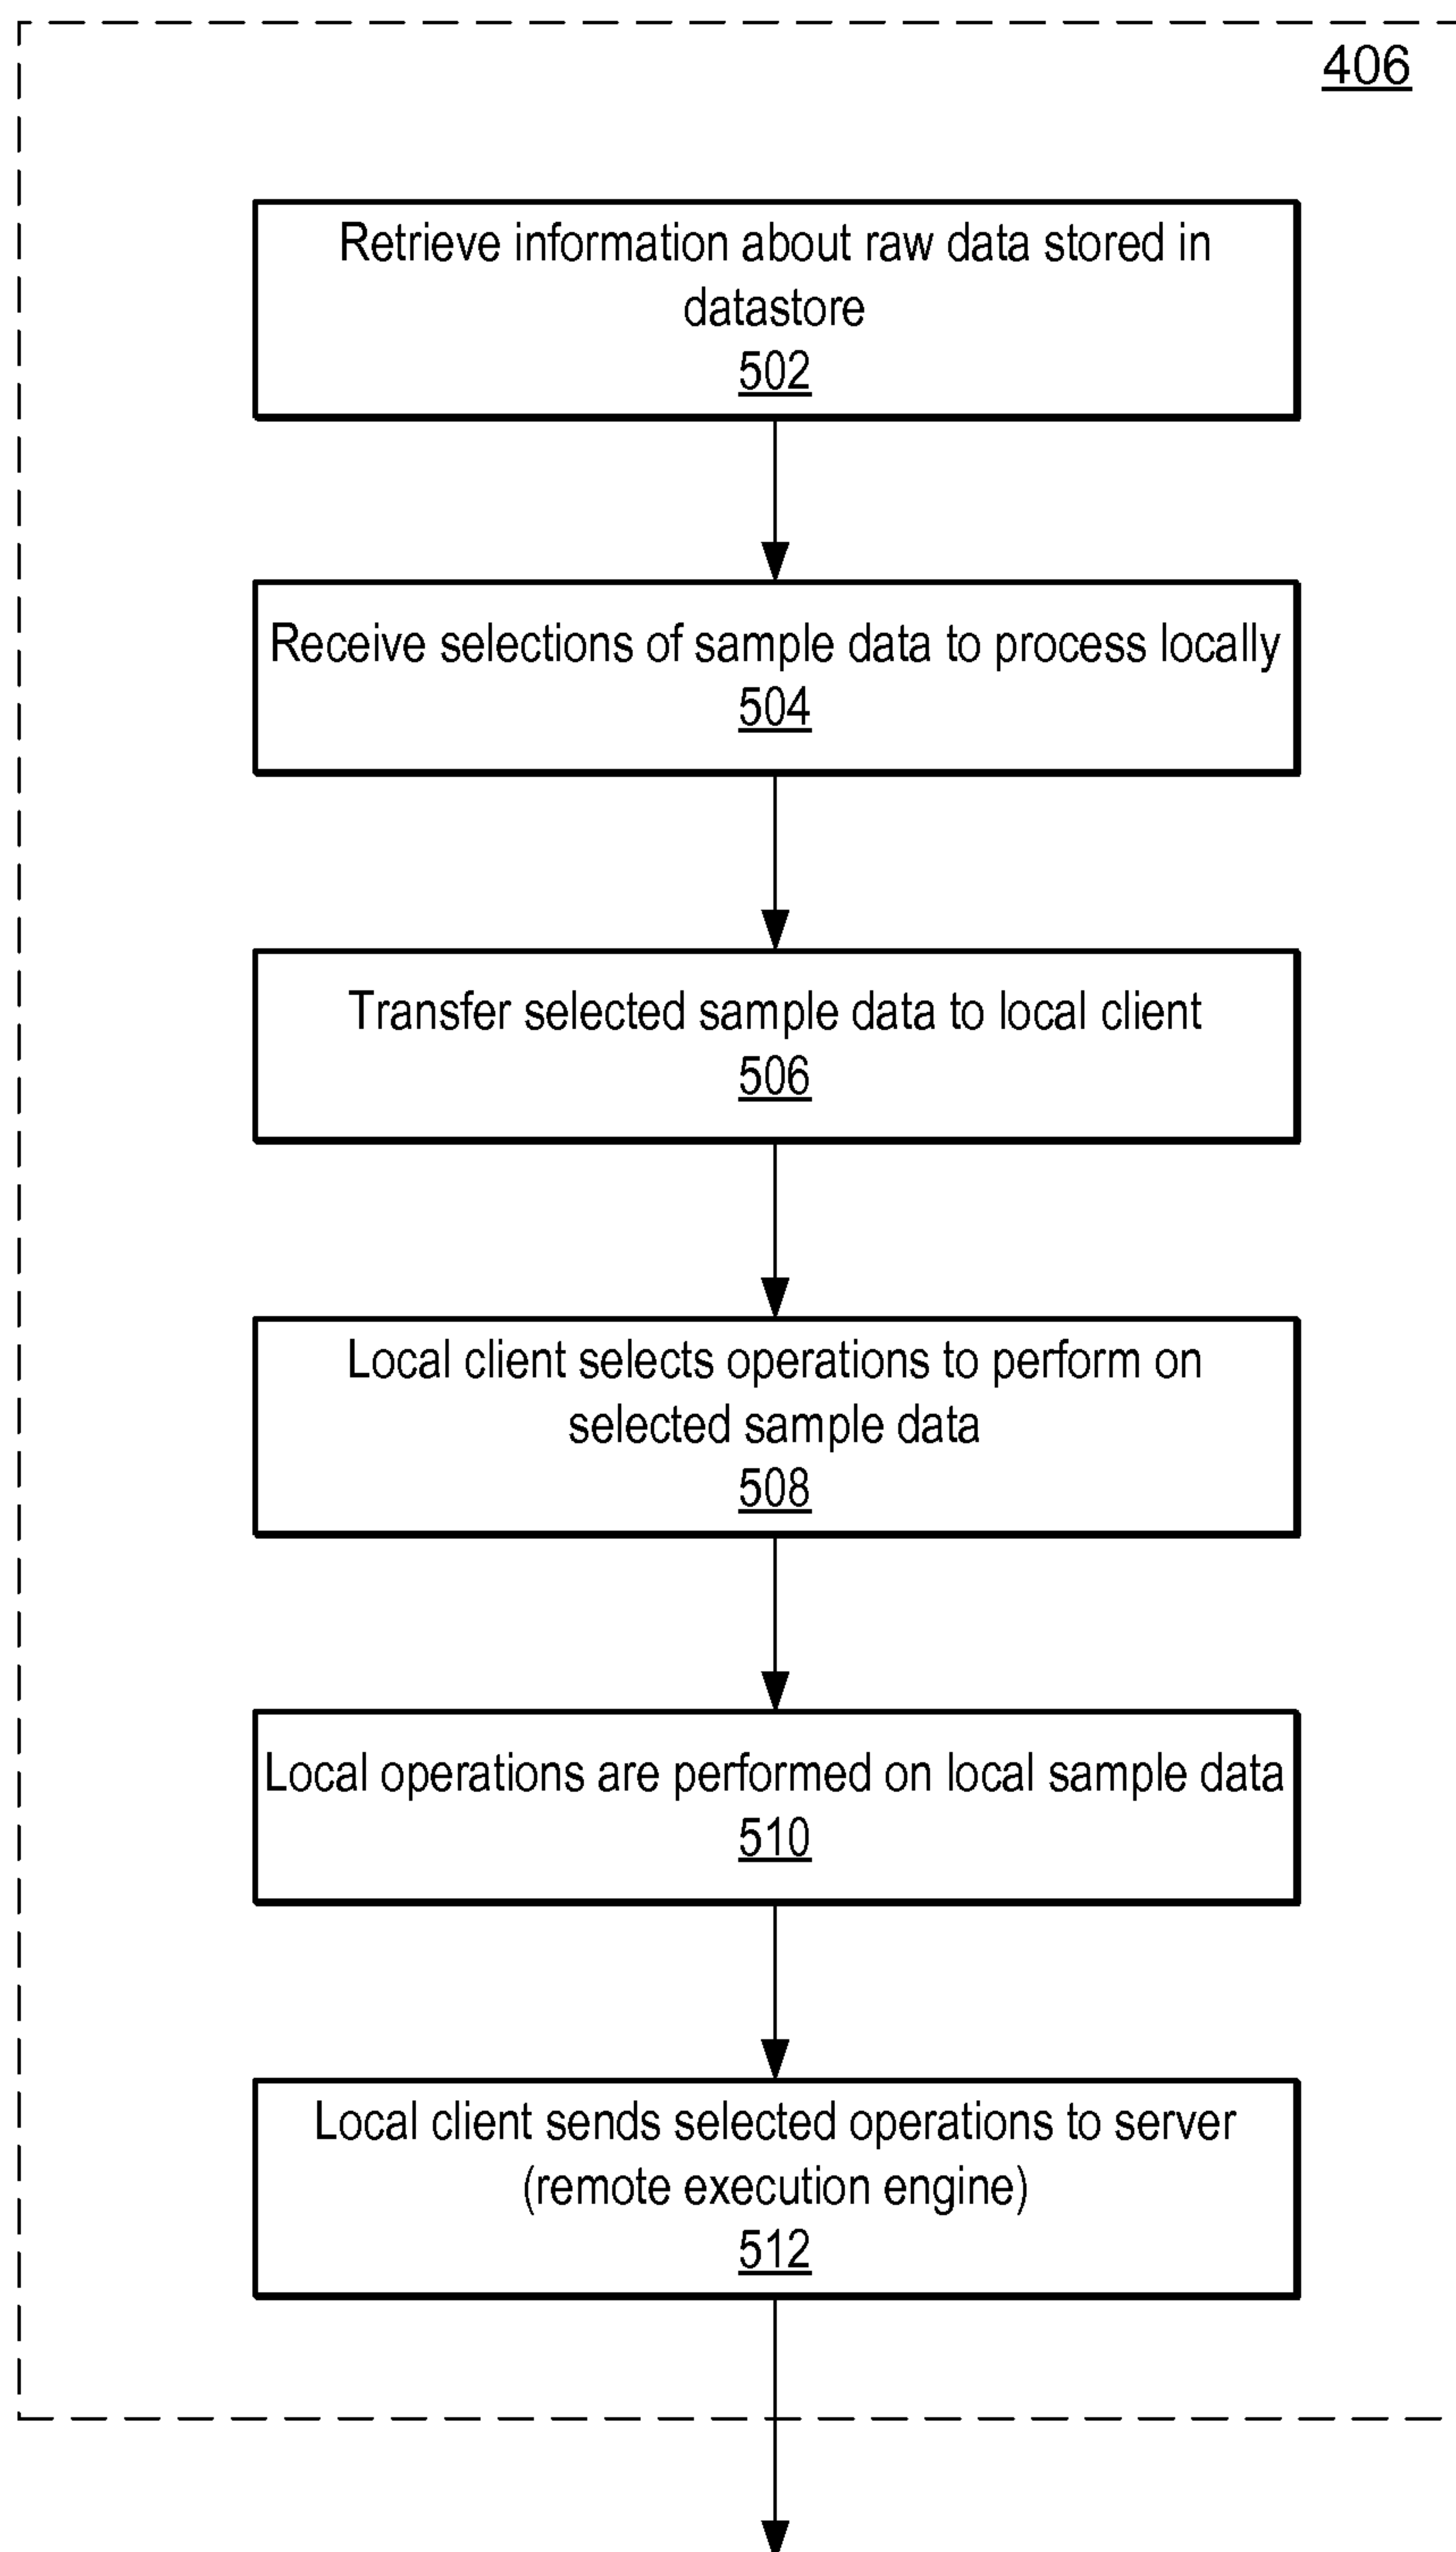 406
Retrieve information about raw data stored in
datastore
502
Receive selections of sample data to process locally
504
Transfer selected sample data to local client
506
Local client selects operations to perform on
selected sample data
508
Local operations are performed on local sample data
510
Local client sends selected operations to server
(remote execution engine)
512